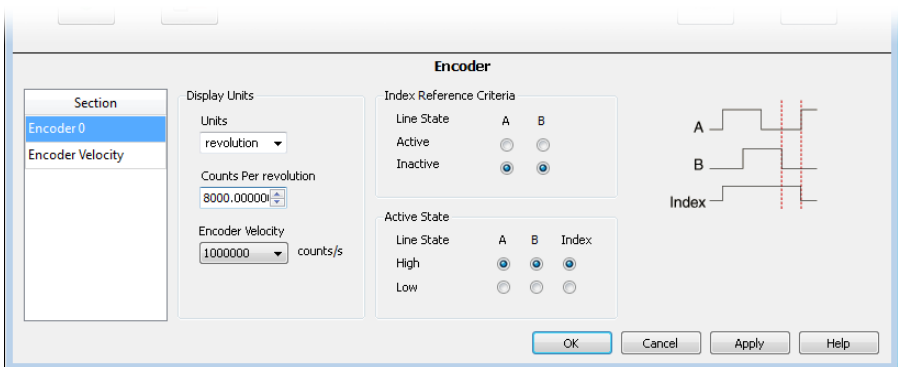 Encoder
Section
Encoder 0
Encoder Velocity
Display Units
Units
revolution
Counts Per revolution
8000.00000
Encoder Velocity
1000000 counts/s
Index Reference Criteria
Line State A B
Active
Inactive
Active State
Line State A B Index
High
Low
A
B
Index
OK Cancel Apply Help